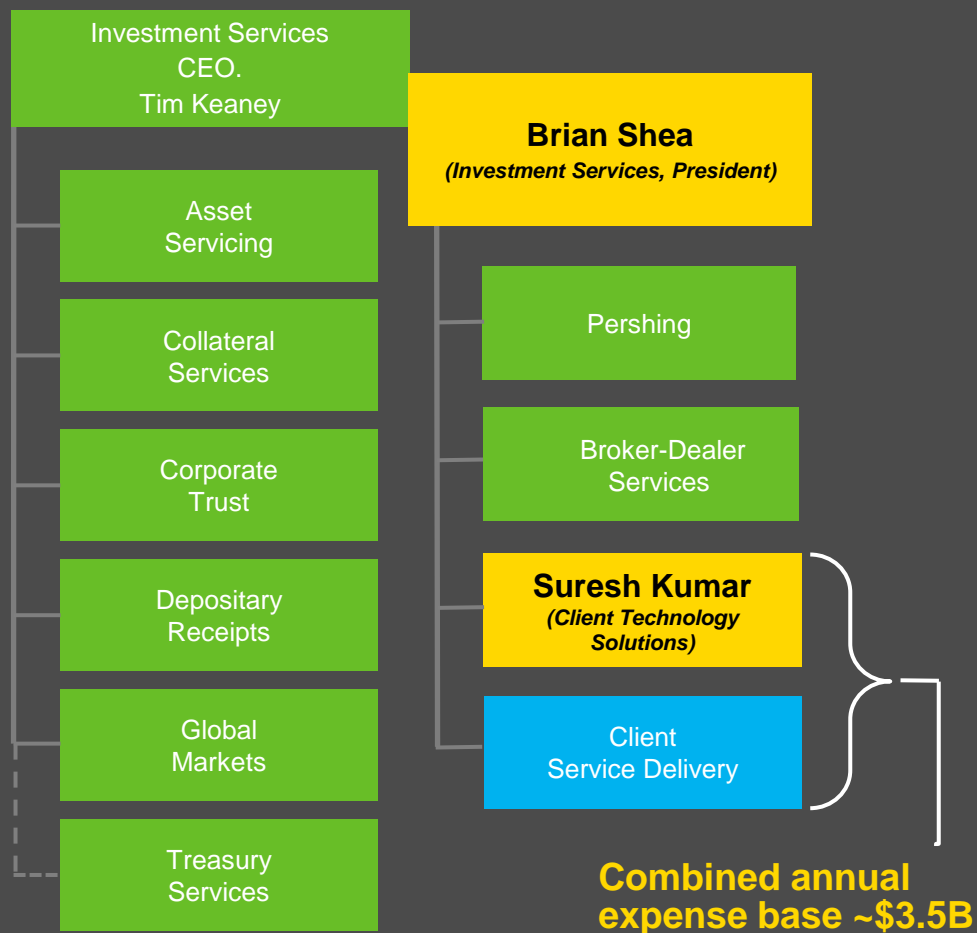 Investment Services
CEO.
Tim Keaney
Brian Shea
(Investment Services, President)
Asset
Servicing
Collateral
Services
Corporate
Trust
Depositary
Receipts
Global
Markets
Treasury
Services
Pershing
Broker-Dealer
Services
Suresh Kumar
(Client Technology
Solutions)
Client
Service Delivery
Combined annual
expense base ~$3.5B